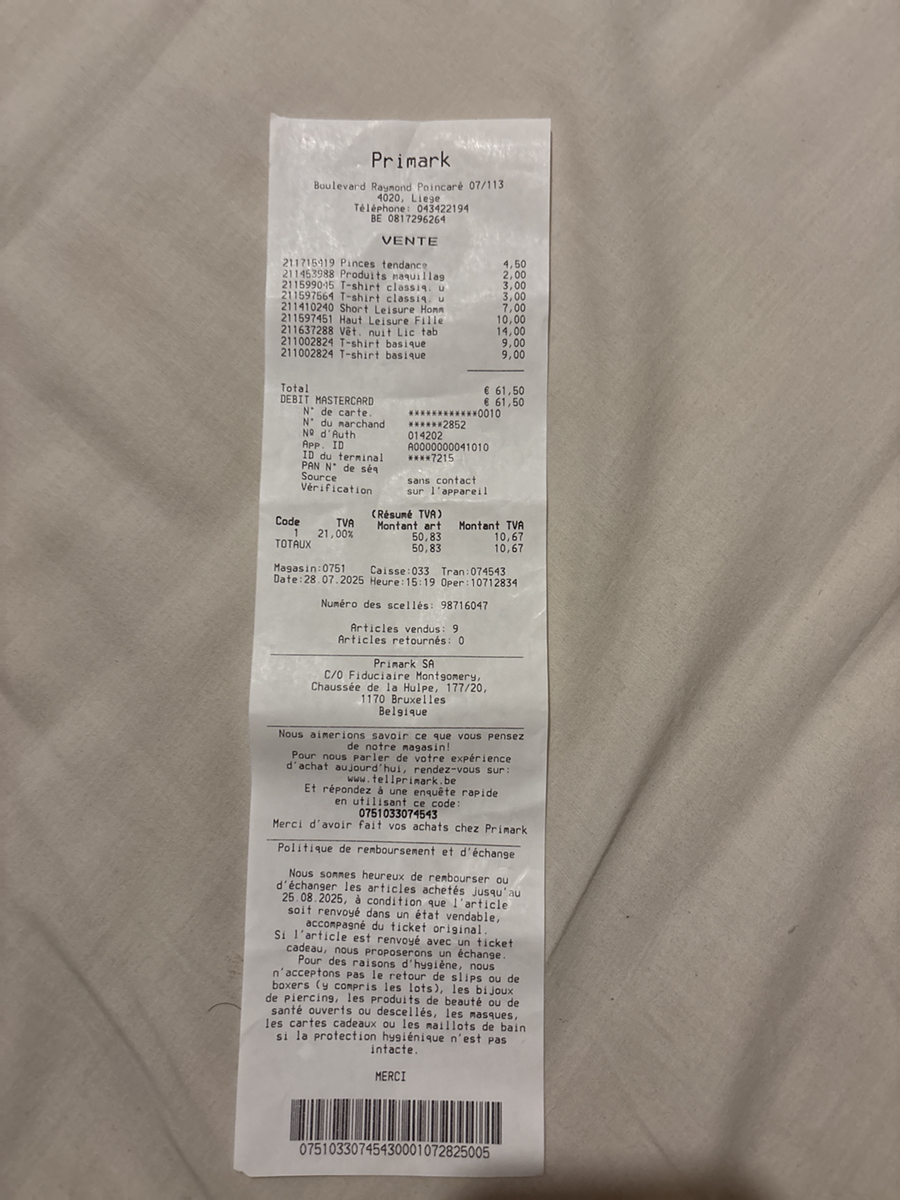 Primark
Boulevard Raymond Poincaré 07/113
4020, Liege
Téléphone: 043422194
BE 0817296264
VENTE
211715419 Pinces tendance 4,50
211453988 Produits maquillag 2,00
211599045 T-shirt classiq. u 3,00
211597564 T-shirt classiq. u 3,00
211410240 Short Leisure Homm 7,00
211597451 Haut Leisure Fille 10,00
211637288 Vêt. nuit Lic tab 14,00
211002824 T-shirt basique 9,00
211002824 T-shirt basique 9,00
Total € 61,50
DEBIT MASTERCARD € 61,50
N° de carte. ************0010
N° du marchand ******2852
Nº d'Auth 014202
App. ID A0000000041010
ID du terminal ****7215
PAN N° de séq
Source sans contact
Vérification sur l'appareil
(Résumé TVA)
Code TVA Montant art Montant TVA
1 21,00% 50,83 10,67
TOTAUX 50,83 10,67
Magasin:0751 Caisse:033 Tran:074543
Date:28.07.2025 Heure:15:19 Oper:10712834
Numéro des scellés: 98716047
Articles vendus: 9
Articles retournés: 0
Primark SA
C/O Fiduciaire Montgomery,
Chaussée de la Hulpe, 177/20,
1170 Bruxelles
Belgique
Nous aimerions savoir ce que vous pensez
de notre magasin!
Pour nous parler de votre expérience
d'achat aujourd'hui, rendez-vous sur:
www.tellprimark.be
Et répondez à une enquête rapide
en utilisant ce code:
0751033074543
Merci d'avoir fait vos achats chez Primark
Politique de remboursement et d'échange
Nous sommes heureux de rembourser ou
d'échanger les articles achetés jusqu'au
25.08.2025, à condition que l'article
soit renvoyé dans un état vendable,
accompagné du ticket original.
Si l'article est renvoyé avec un ticket
cadeau, nous proposerons un échange.
Pour des raisons d'hygiène, nous
n'acceptons pas le retour de slips ou de
boxers (y compris les lots), les bijoux
de piercing, les produits de beauté ou de
santé ouverts ou descellés, les masques,
les cartes cadeaux ou les maillots de bain
si la protection hygiénique n'est pas
intacte.
MERCI
07510330745430001072825005